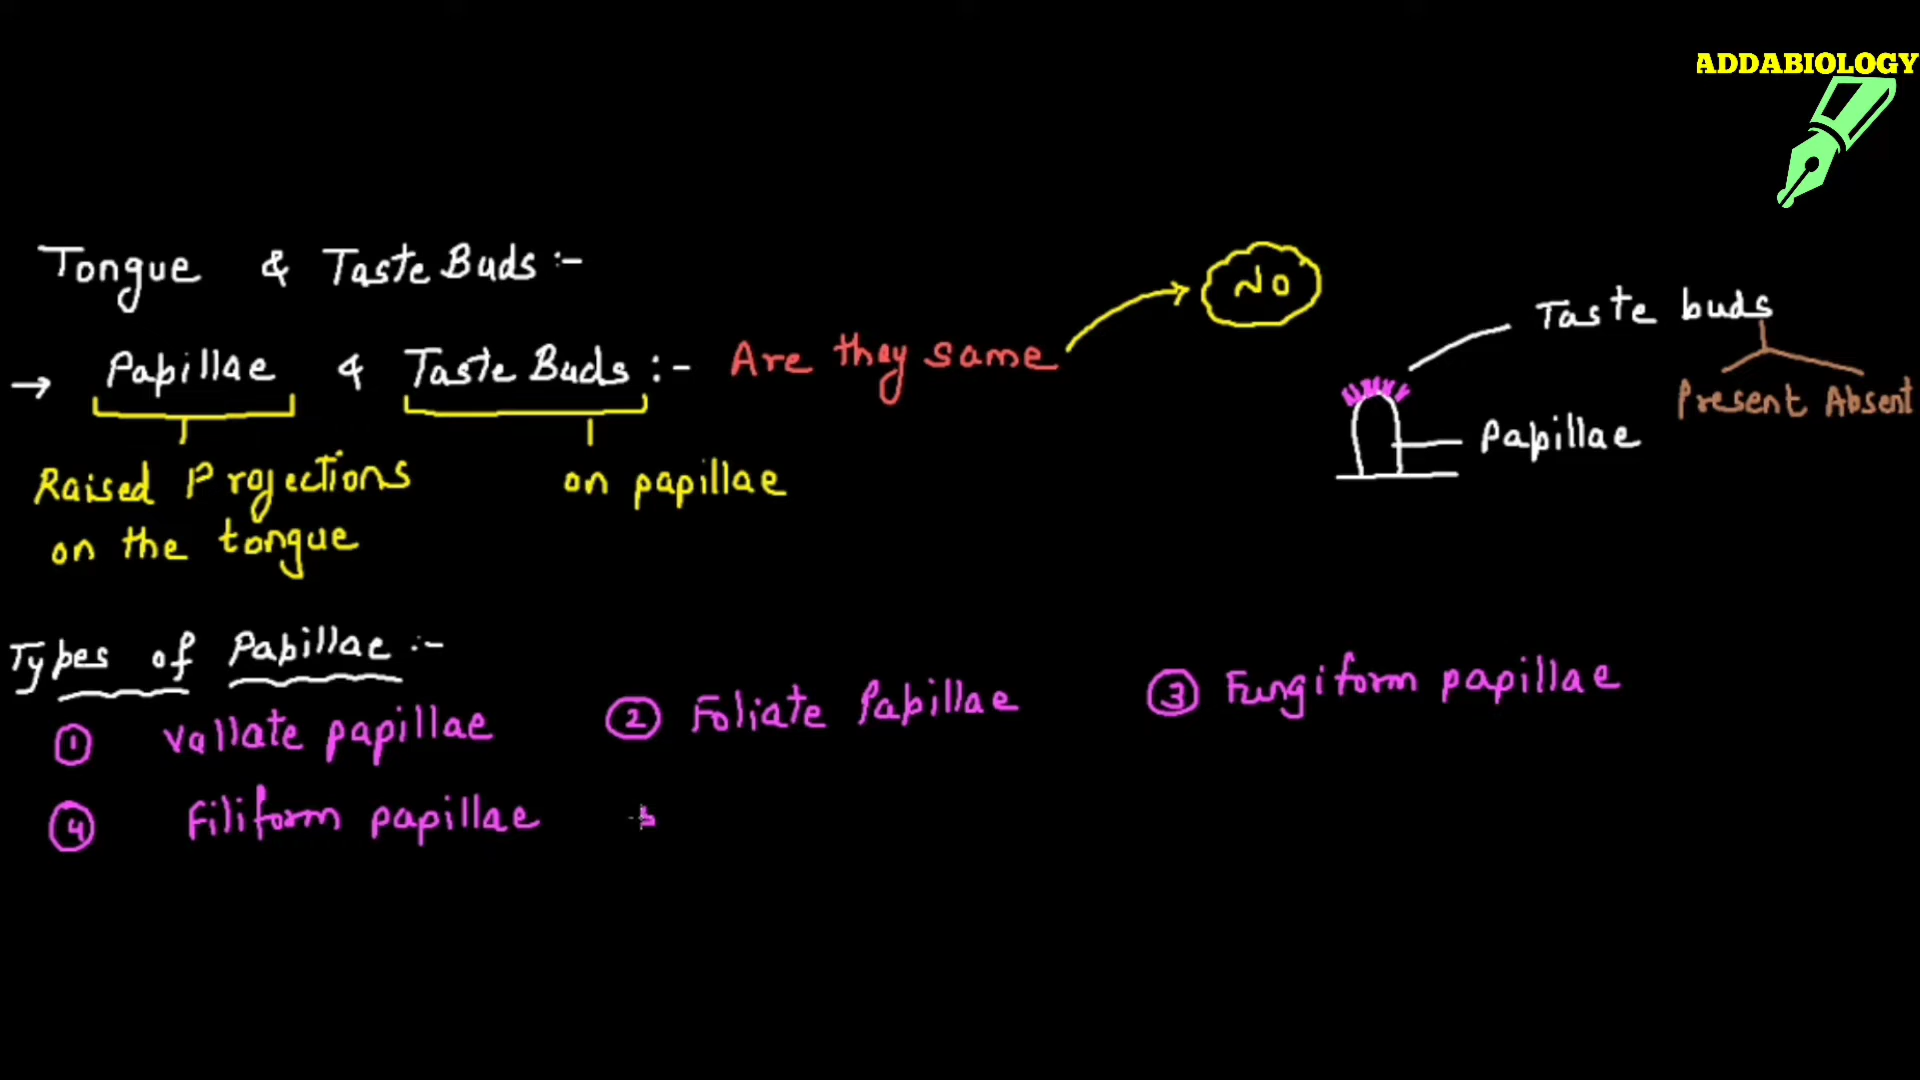 ADDABIOLOGY
Tongue & Taste Buds :-
→ Papillae & Taste Buds :- Are they same → NO
Raised Projections
on the tongue
on papillae
Taste buds
Present Absent
Papillae
Types of Papillae :-
① Vallate papillae ② Foliate Papillae ③ Fungiform papillae
④ Filiform papillae